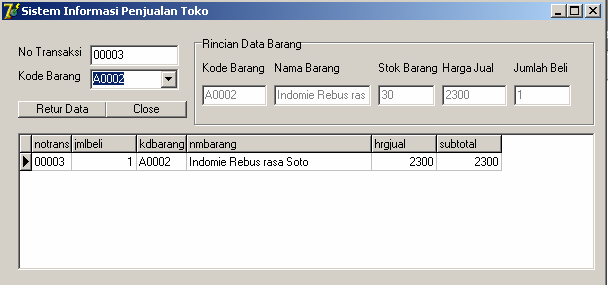 Sistem Informasi Penjualan Toko
No Transaksi 00003
Kode Barang A0002
Retur Data Close
Rincian Data Barang
Kode Barang Nama Barang Stok Barang Harga Jual Jumlah Beli
A0002 Indomie Rebus ras 30 2300 1
notrans jmlbeli kdbarang nmbarang hrgjual subtotal
00003 1 A0002 Indomie Rebus rasa Soto 2300 2300